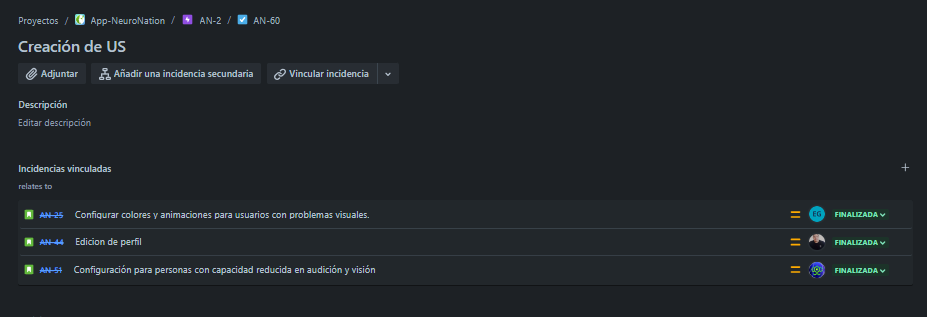 Proyectos / App-NeuroNation / AN-2 / AN-60
Creación de US
Adjuntar Añadir una incidencia secundaria Vincular incidencia
Descripción
Editar descripción
Incidencias vinculadas
relates to
AN-25 Configurar colores y animaciones para usuarios con problemas visuales. EG FINALIZADA
AN-44 Edicion de perfil FINALIZADA
AN-51 Configuración para personas con capacidad reducida en audición y visión FINALIZADA